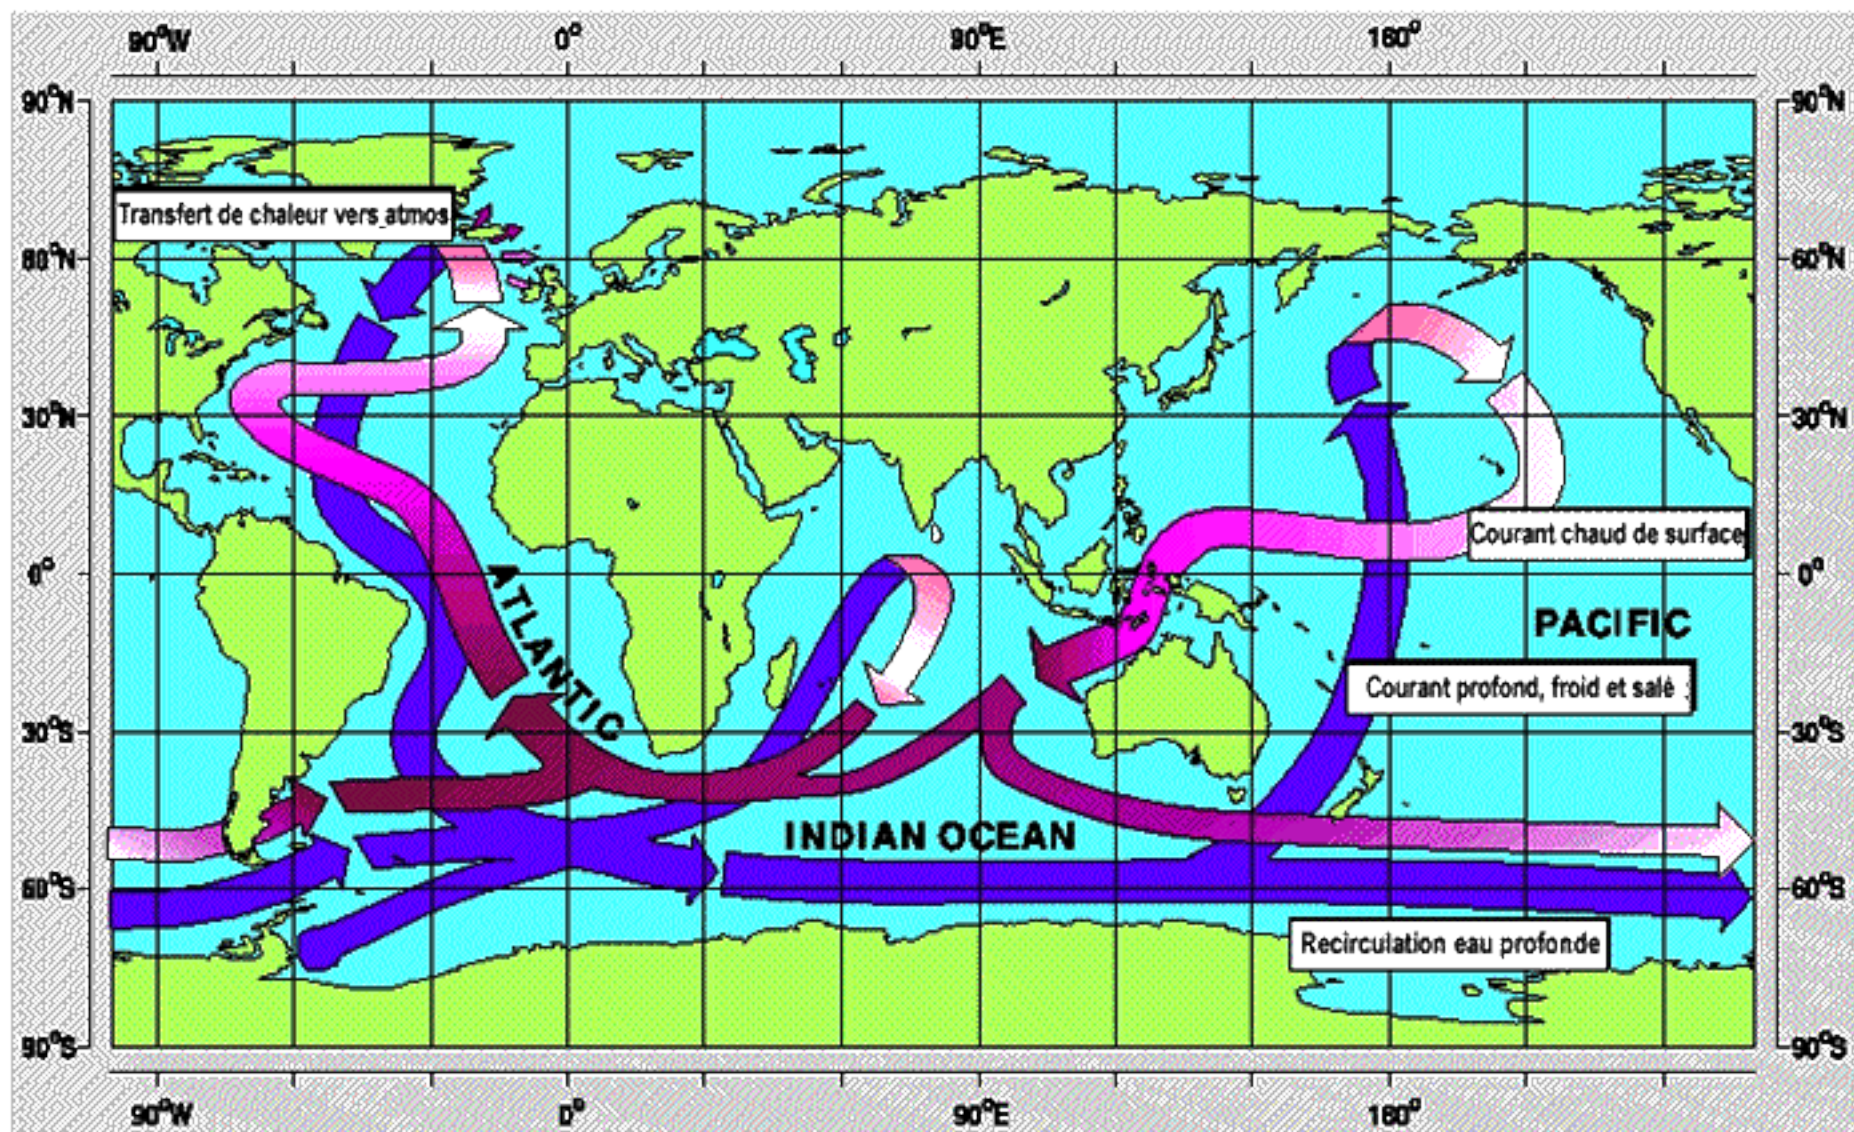 90°W 0° 90°E 180°
90°N 90°N
Transfert de chaleur vers atmos
60°N 60°N
30°N 30°N
Courant chaud de surface
0° 0°
ATLANTIC
PACIFIC
Courant profond, froid et salé :
30°S 30°S
INDIAN OCEAN
60°S 60°S
Recirculation eau profonde
90°S 90°S
90°W 0° 90°E 180°